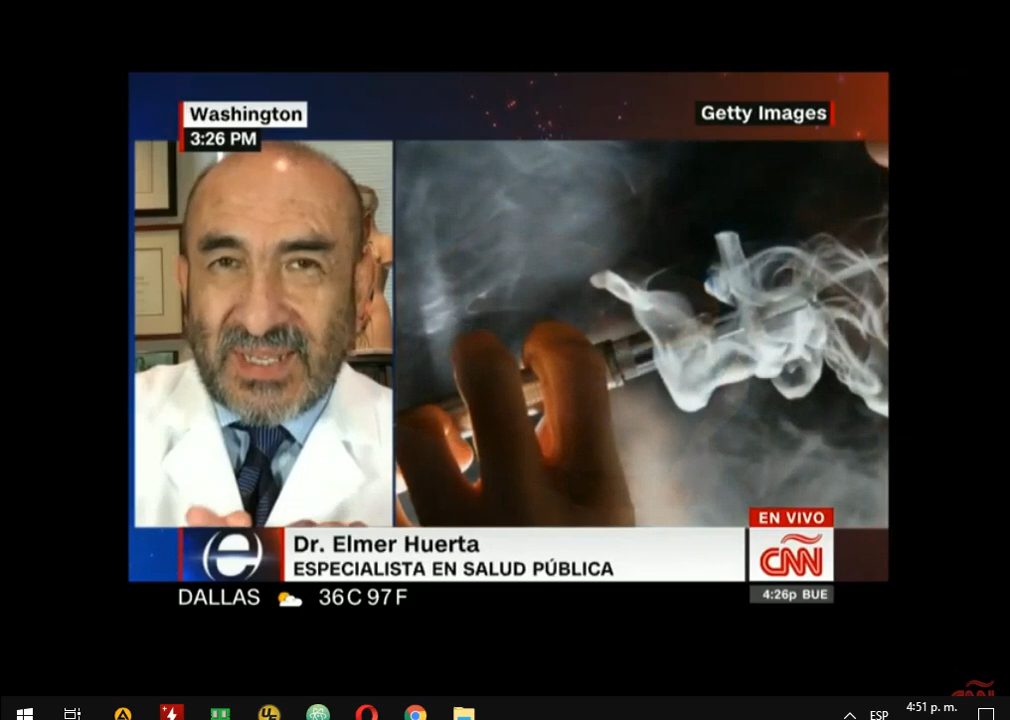 Washington
Getty Images
3:26 PM
EN VIVO
Dr. Elmer Huerta
ESPECIALISTA EN SALUD PÚBLICA
CNN
DALLAS 36C 97F
4:26p BUE
4:51 p. m.
ESP